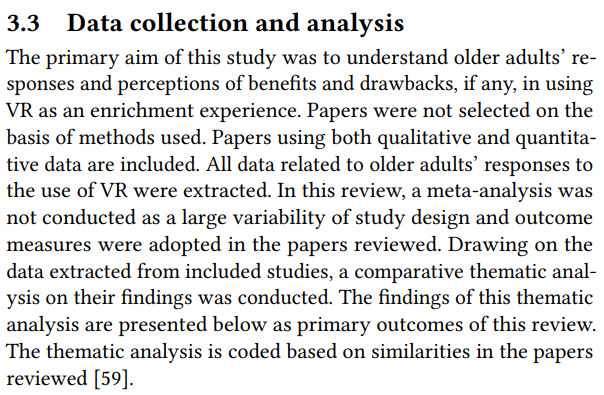 3.3 Data collection and analysis
The primary aim of this study was to understand older adults’ re-
sponses and perceptions of benefits and drawbacks, if any, in using
VR as an enrichment experience. Papers were not selected on the
basis of methods used. Papers using both qualitative and quantita-
tive data are included. All data related to older adults’ responses to
the use of VR were extracted. In this review, a meta-analysis was
not conducted as a large variability of study design and outcome
measures were adopted in the papers reviewed. Drawing on the
data extracted from included studies, a comparative thematic anal-
ysis on their findings was conducted. The findings of this thematic
analysis are presented below as primary outcomes of this review.
The thematic analysis is coded based on similarities in the papers
reviewed [59].